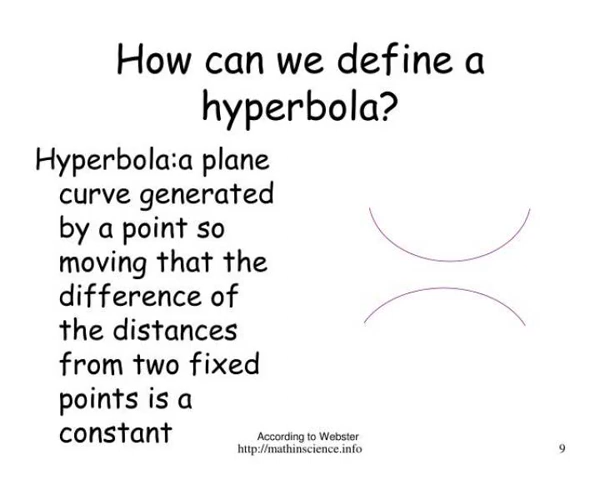 How can we define a
hyperbola?
Hyperbola:a plane
curve generated
by a point so
moving that the
difference of
the distances
from two fixed
points is a
constant
According to Webster
http://mathinscience.info
9